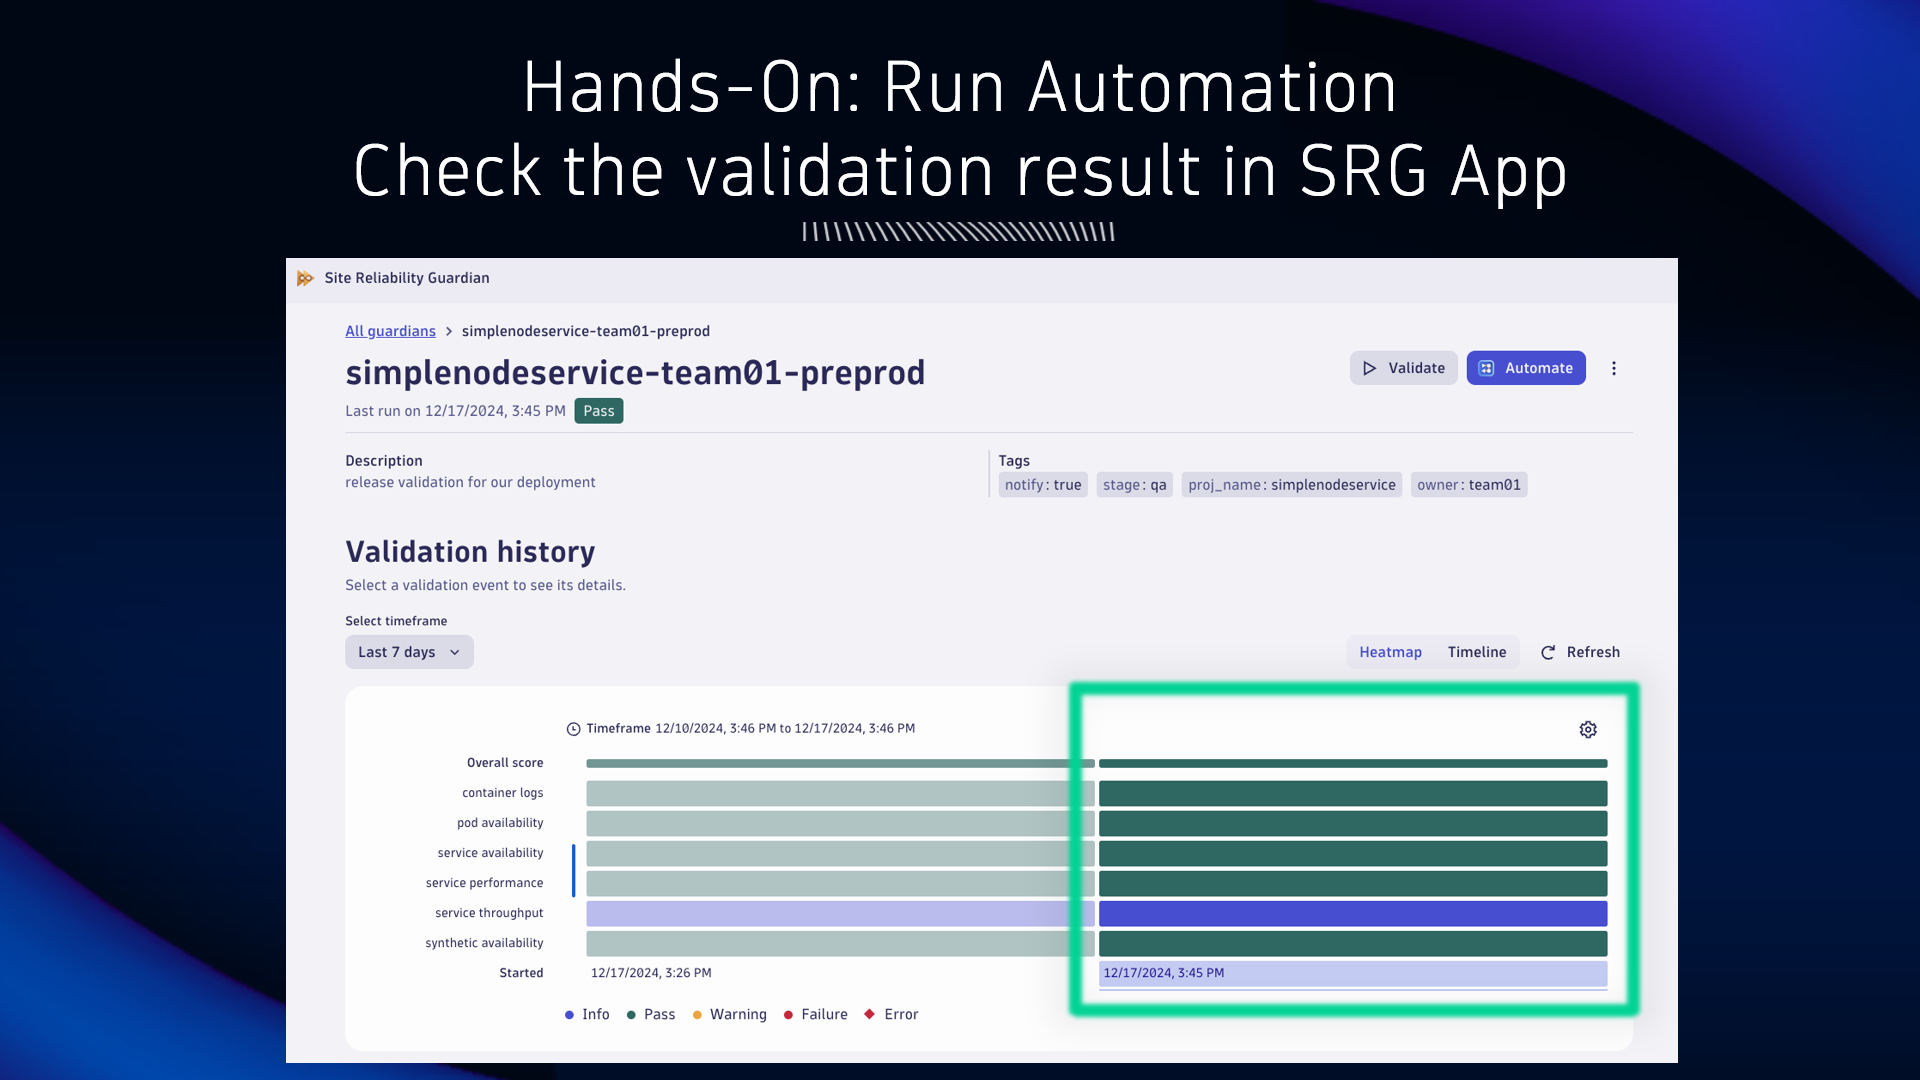 Hands-On: Run Automation
Check the validation result in SRG App
Site Reliability Guardian
All guardians > simplenodeservice-team01-preprod
simplenodeservice-team01-preprod
Validate
Automate
Last run on 12/17/2024, 3:45 PM Pass
Description
release validation for our deployment
Tags
notify: true stage: qa proj_name: simplenodeservice owner: team01
Validation history
Select a validation event to see its details.
Select timeframe
Last 7 days
Heatmap Timeline Refresh
Timeframe 12/10/2024, 3:46 PM to 12/17/2024, 3:46 PM
Overall score
container logs
pod availability
service availability
service performance
service throughput
synthetic availability
Started 12/17/2024, 3:26 PM 12/17/2024, 3:45 PM
Info Pass Warning Failure Error